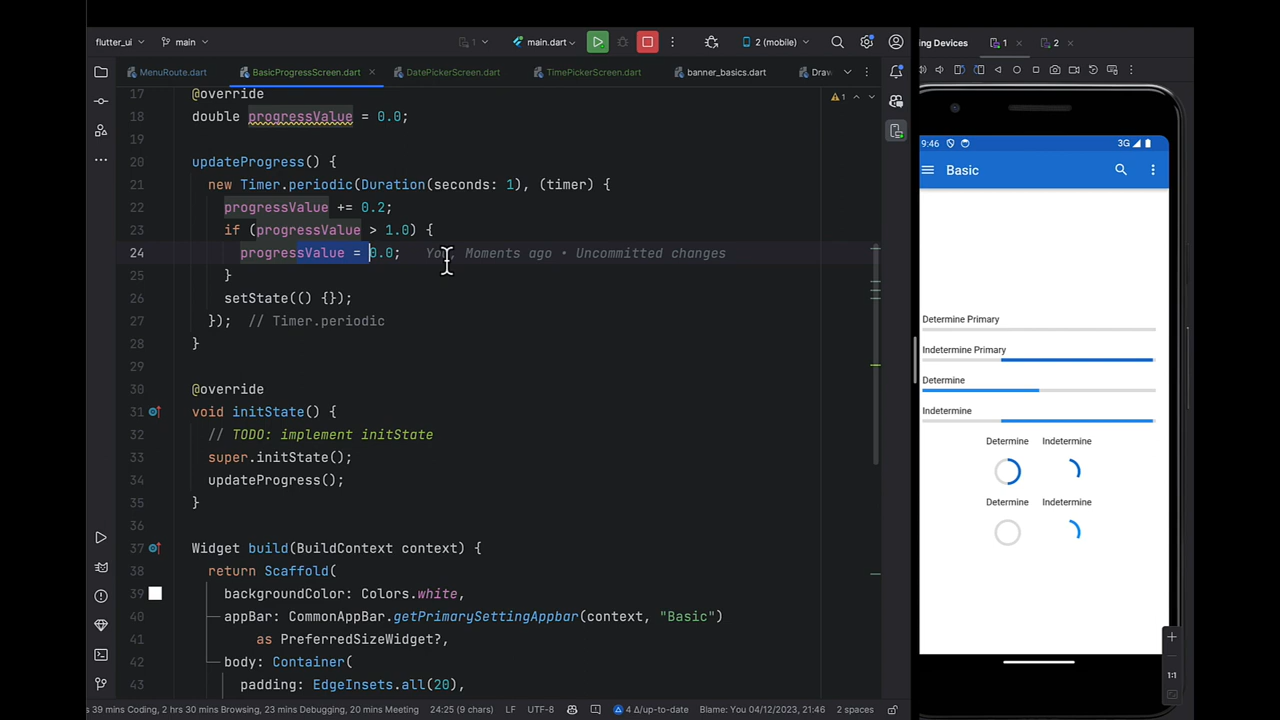 flutter_ui main 1 main.dart 2 (mobile)
MenuRoute.dart BasicProgressScreen.dart DatePickerScreen.dart TimePickerScreen.dart banner_basics.dart Draw
17 @override
18 double progressValue = 0.0;
19
20 updateProgress() {
21 new Timer.periodic(Duration(seconds: 1), (timer) {
22 progressValue += 0.2;
23 if (progressValue > 1.0) {
24 progressValue = 0.0; You, Moments ago • Uncommitted changes
25 }
26 setState(() {});
27 }); // Timer.periodic
28 }
29
30 @override
31 void initState() {
32 // TODO: implement initState
33 super.initState();
34 updateProgress();
35 }
36
37 Widget build(BuildContext context) {
38 return Scaffold(
39 backgroundColor: Colors.white,
40 appBar: CommonAppBar.getPrimarySettingAppbar(context, "Basic")
41 as PreferredSizeWidget?,
42 body: Container(
43 padding: EdgeInsets.all(20),
1
39 mins Coding, 2 hrs 30 mins Browsing, 23 mins Debugging, 20 mins Meeting 24:25 (9 chars) LF UTF-8 4 Δ/up-to-date Blame: You 04/12/2023, 21:46 2 spaces
ng Devices 1 2
9:46 3G
Basic
Determine Primary
Indetermine Primary
Determine
Indetermine
Determine Indetermine
Determine Indetermine
1:1